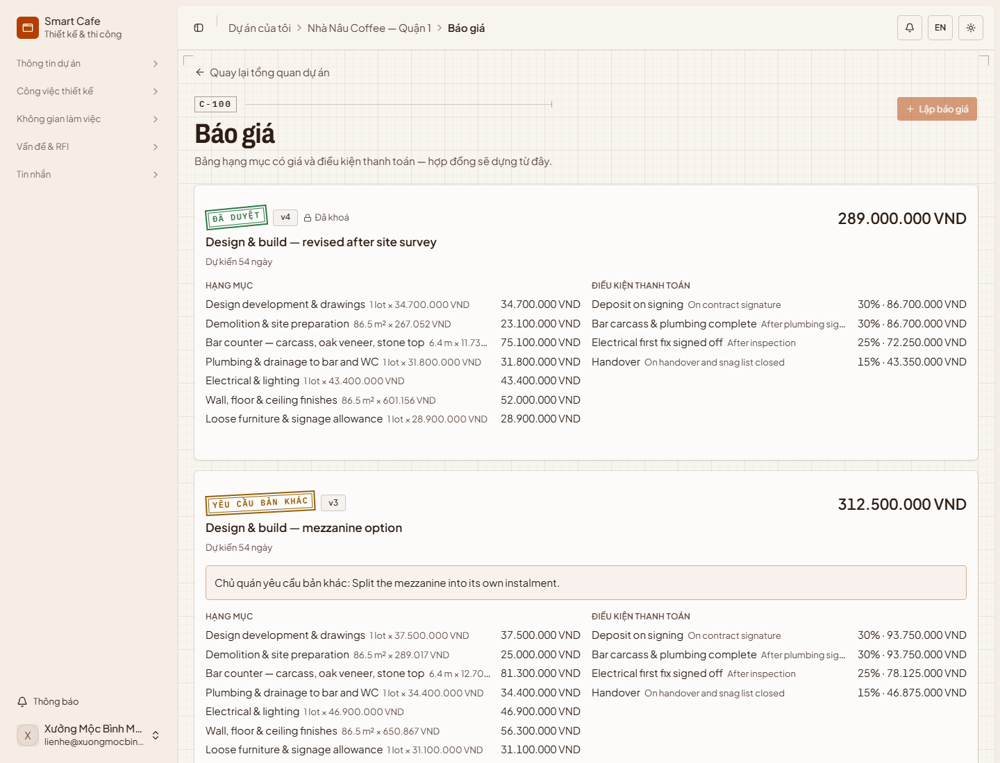 Smart Cafe
Thiết kế & thi công
Thông tin dự án
Công việc thiết kế
Không gian làm việc
Vấn đề & RFI
Tin nhắn
Thông báo
X
Xưởng Mộc Bình M...
lienhe@xuongmocbin...
Dự án của tôi > Nhà Nâu Coffee — Quận 1 > Báo giá
EN
← Quay lại tổng quan dự án
C-100
+ Lập báo giá
Báo giá
Bảng hạng mục có giá và điều kiện thanh toán — hợp đồng sẽ dựng từ đây.
ĐÃ DUYỆT v4 Đã khoá 289.000.000 VND
Design & build — revised after site survey
Dự kiến 54 ngày
HẠNG MỤC
Design development & drawings 1 lot × 34.700.000 VND 34.700.000 VND
Demolition & site preparation 86.5 m² × 267.052 VND 23.100.000 VND
Bar counter — carcass, oak veneer, stone top 6.4 m × 11.73... 75.100.000 VND
Plumbing & drainage to bar and WC 1 lot × 31.800.000 VND 31.800.000 VND
Electrical & lighting 1 lot × 43.400.000 VND 43.400.000 VND
Wall, floor & ceiling finishes 86.5 m² × 601.156 VND 52.000.000 VND
Loose furniture & signage allowance 1 lot × 28.900.000 VND 28.900.000 VND
ĐIỀU KIỆN THANH TOÁN
Deposit on signing On contract signature 30% · 86.700.000 VND
Bar carcass & plumbing complete After plumbing sig... 30% · 86.700.000 VND
Electrical first fix signed off After inspection 25% · 72.250.000 VND
Handover On handover and snag list closed 15% · 43.350.000 VND
YÊU CẦU BẢN KHÁC v3 312.500.000 VND
Design & build — mezzanine option
Dự kiến 54 ngày
Chủ quán yêu cầu bản khác: Split the mezzanine into its own instalment.
HẠNG MỤC
Design development & drawings 1 lot × 37.500.000 VND 37.500.000 VND
Demolition & site preparation 86.5 m² × 289.017 VND 25.000.000 VND
Bar counter — carcass, oak veneer, stone top 6.4 m × 12.70... 81.300.000 VND
Plumbing & drainage to bar and WC 1 lot × 34.400.000 VND 34.400.000 VND
Electrical & lighting 1 lot × 46.900.000 VND 46.900.000 VND
Wall, floor & ceiling finishes 86.5 m² × 650.867 VND 56.300.000 VND
Loose furniture & signage allowance 1 lot × 31.100.000 VND 31.100.000 VND
ĐIỀU KIỆN THANH TOÁN
Deposit on signing On contract signature 30% · 93.750.000 VND
Bar carcass & plumbing complete After plumbing sig... 30% · 93.750.000 VND
Electrical first fix signed off After inspection 25% · 78.125.000 VND
Handover On handover and snag list closed 15% · 46.875.000 VND